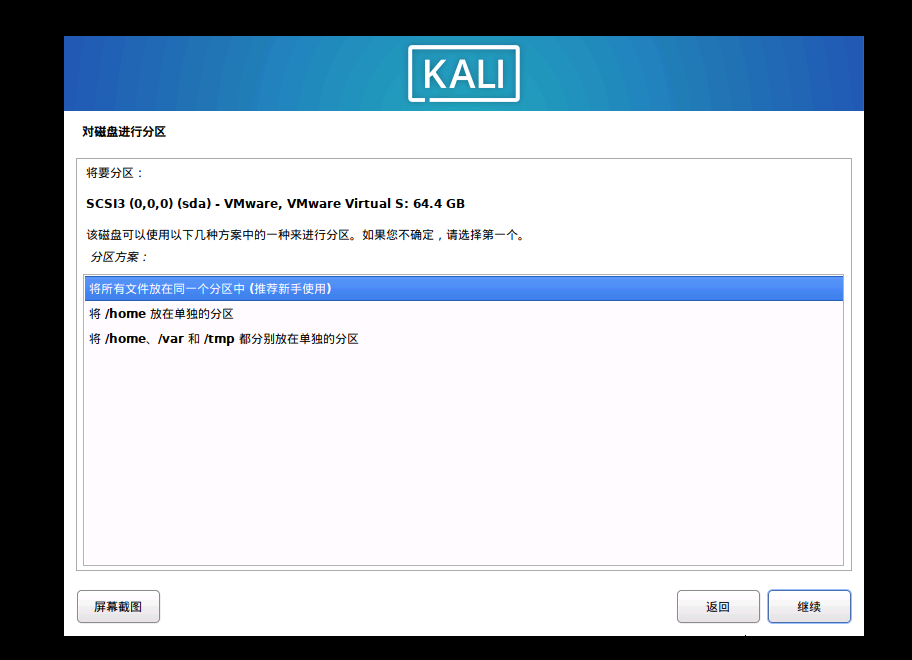 KALI
对磁盘进行分区
将要分区：
SCSI3 (0,0,0) (sda) - VMware, VMware Virtual S: 64.4 GB
该磁盘可以使用以下几种方案中的一种来进行分区。如果您不确定，请选择第一个。
分区方案：
将所有文件放在同一个分区中 (推荐新手使用)
将 /home 放在单独的分区
将 /home、/var 和 /tmp 都分别放在单独的分区
屏幕截图
返回
继续